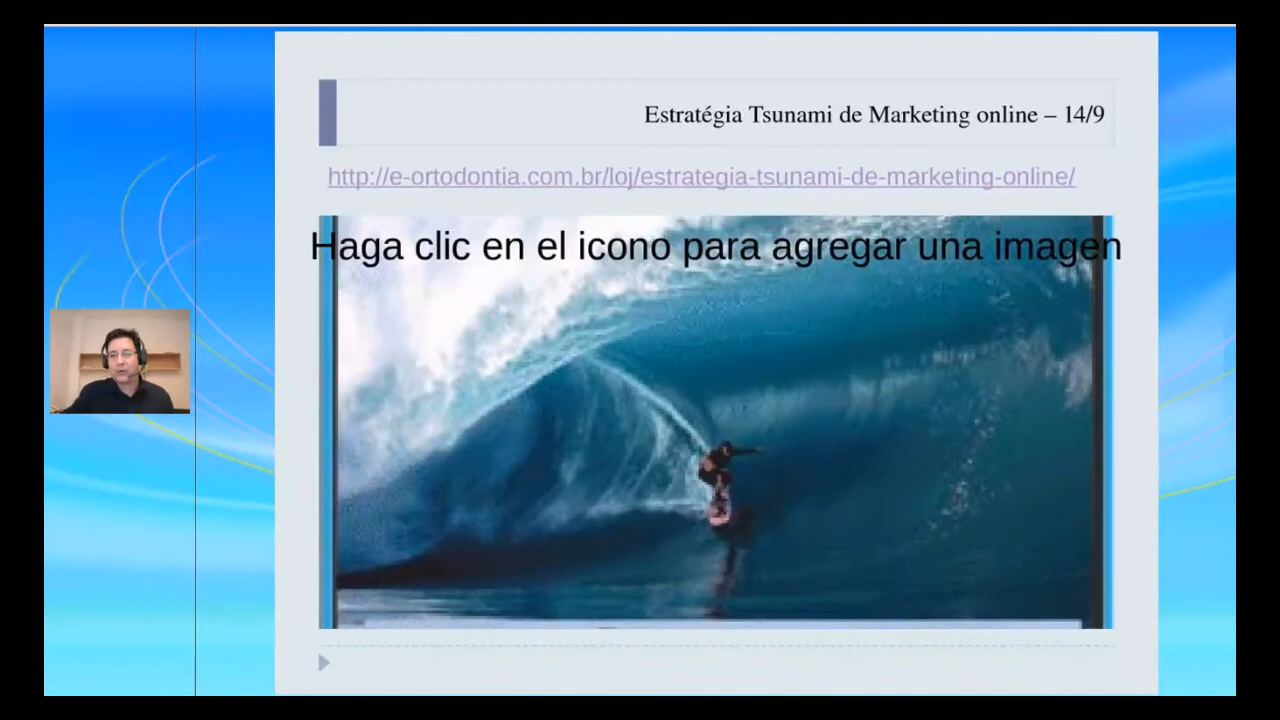 Estratégia Tsunami de Marketing online – 14/9
http://e-ortodontia.com.br/loj/estrategia-tsunami-de-marketing-online/
Haga clic en el icono para agregar una imagen